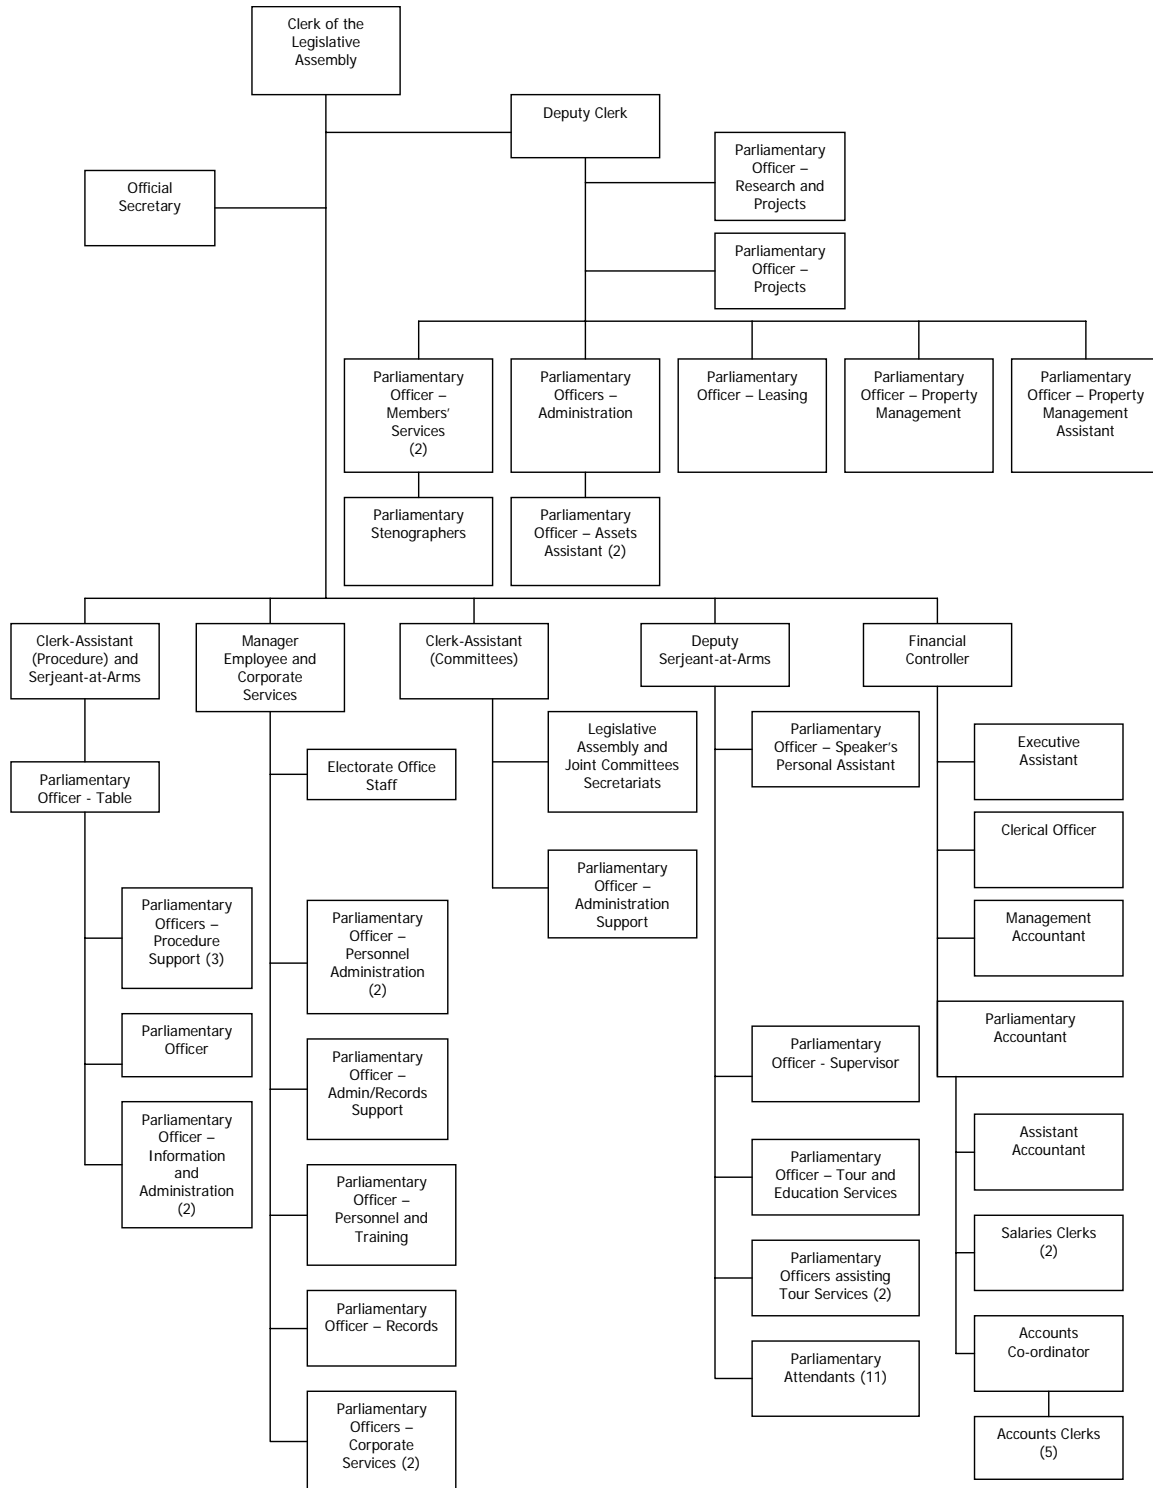 Clerk of the
Legislative
Assembly
Deputy Clerk
Parliamentary
Officer –
Research and
Projects
Official
Secretary
Parliamentary
Officer –
Projects
Parliamentary
Officer –
Members'
Services
(2)
Parliamentary
Officers –
Administration
Parliamentary
Officer – Leasing
Parliamentary
Officer – Property
Management
Parliamentary
Officer – Property
Management
Assistant
Parliamentary
Stenographers
Parliamentary
Officer – Assets
Assistant (2)
Clerk-Assistant
(Procedure) and
Serjeant-at-Arms
Manager
Employee and
Corporate
Services
Clerk-Assistant
(Committees)
Deputy
Serjeant-at-Arms
Financial
Controller
Parliamentary
Officer - Table
Parliamentary
Officers –
Procedure
Support (3)
Parliamentary
Officer
Parliamentary
Officer –
Information
and
Administration
(2)
Electorate Office
Staff
Parliamentary
Officer –
Personnel
Administration
(2)
Parliamentary
Officer –
Admin/Records
Support
Parliamentary
Officer –
Personnel and
Training
Parliamentary
Officer – Records
Parliamentary
Officers –
Corporate
Services (2)
Legislative
Assembly and
Joint Committees
Secretariats
Parliamentary
Officer –
Administration
Support
Parliamentary
Officer – Speaker's
Personal Assistant
Parliamentary
Officer - Supervisor
Parliamentary
Officer – Tour and
Education Services
Parliamentary
Officers assisting
Tour Services (2)
Parliamentary
Attendants (11)
Executive
Assistant
Clerical Officer
Management
Accountant
Parliamentary
Accountant
Assistant
Accountant
Salaries Clerks
(2)
Accounts
Co-ordinator
Accounts Clerks
(5)